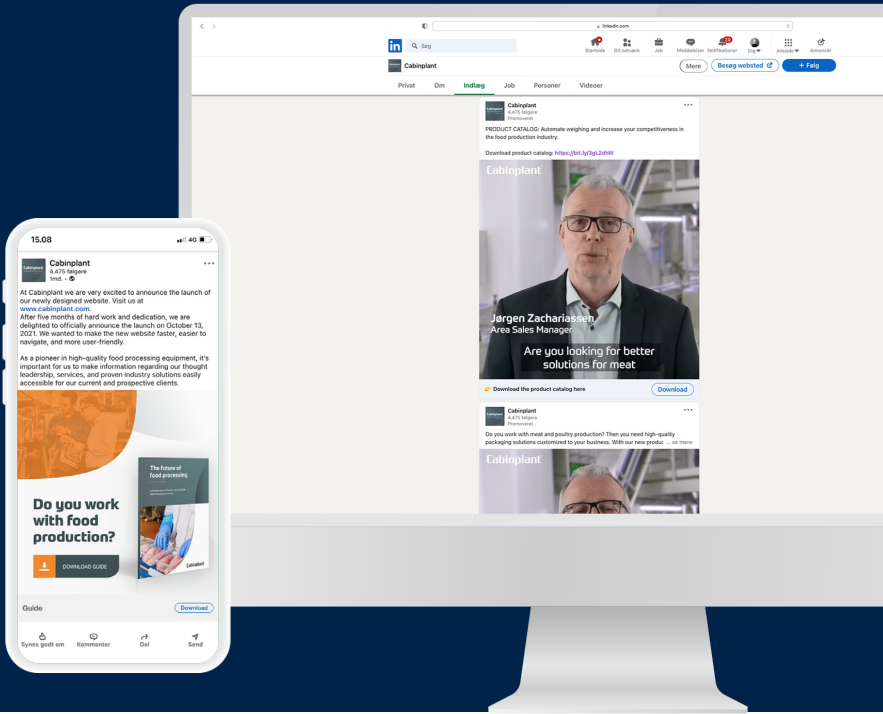 linkedin.com
in
Søg
Startside
Dit netværk
Job
Meddelelser
Notifikationer
20
Dig
Arbejde
Annoncér
Cabinplant
Mere
Besøg websted
+ Følg
Privat
Om
Indlæg
Job
Personer
Videoer
Cabinplant
4.475 følgere
Promoveret
PRODUCT CATALOG: Automate weighing and increase your competitiveness in
the food production industry.
Download product catalog: https://bit.ly/3gL2dhW
Cabinplant
Jørgen Zachariassen
Area Sales Manager
Are you looking for better
solutions for meat
Download the product catalog here
Download
Cabinplant
4.475 følgere
Promoveret
Do you work with meat and poultry production? Then you need high-quality
packaging solutions customized to your business. With our new produc ... se mere
Cabinplant
15.08
4G
Cabinplant
4.475 følgere
1md. •
At Cabinplant we are very excited to announce the launch of
our newly designed website. Visit us at
www.cabinplant.com.
After five months of hard work and dedication, we are
delighted to officially announce the launch on October 13,
2021. We wanted to make the new website faster, easier to
navigate, and more user-friendly.
As a pioneer in high-quality food processing equipment, it's
important for us to make information regarding our thought
leadership, services, and proven industry solutions easily
accessible for our current and prospective clients.
The future of
food processing
Cabinplant
Do you work
with food
production?
DOWNLOAD GUIDE
Guide
Download
Synes godt om
Kommenter
Del
Send